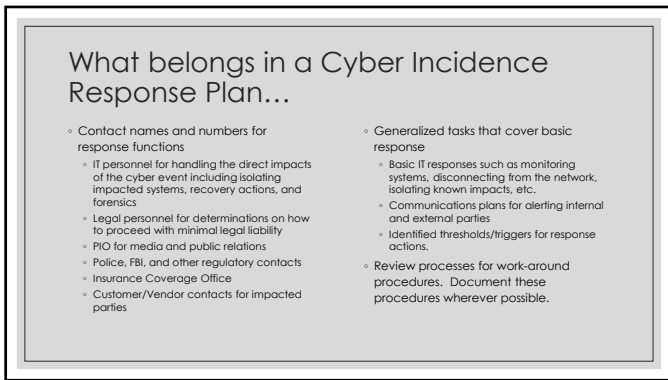 What belongs in a Cyber Incidence
Response Plan…
◦ Contact names and numbers for
response functions
▫ IT personnel for handling the direct impacts
of the cyber event including isolating
impacted systems, recovery actions, and
forensics
▫ Legal personnel for determinations on how
to proceed with minimal legal liability
▫ PIO for media and public relations
▫ Police, FBI, and other regulatory contacts
▫ Insurance Coverage Office
▫ Customer/Vendor contacts for impacted
parties
◦ Generalized tasks that cover basic
response
▫ Basic IT responses such as monitoring
systems, disconnecting from the network,
isolating known impacts, etc.
▫ Communications plans for alerting internal
and external parties
▫ Identified thresholds/triggers for response
actions.
◦ Review processes for work-around
procedures.  Document these
procedures wherever possible.